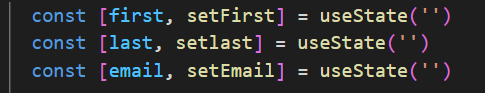 const [first, setFirst] = useState('')
const [last, setlast] = useState('')
const [email, setEmail] = useState('')